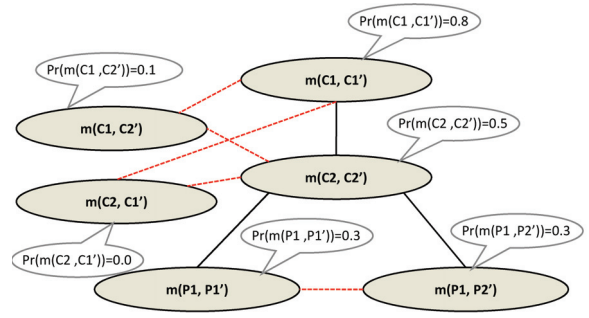 Pr(m(C1 ,C1’))=0.8
Pr(m(C1 ,C2’))=0.1
m(C1, C1’)
m(C1, C2’)
Pr(m(C2 ,C2’))=0.5
m(C2, C2’)
m(C2, C1’)
Pr(m(P1 ,P1’))=0.3
Pr(m(P1 ,P2’))=0.3
Pr(m(C2 ,C1’))=0.0
m(P1, P1’)
m(P1, P2’)